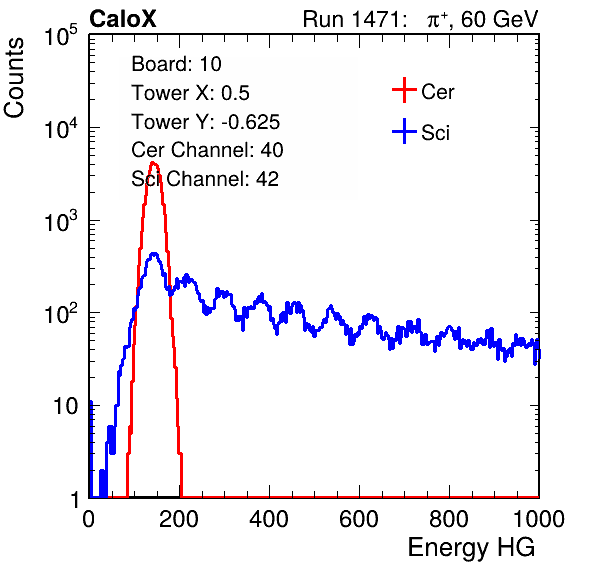 CaloX Run 1471: π⁺, 60 GeV
Counts
10⁵
10⁴
10³
10²
10
1
Board: 10
Tower X: 0.5
Tower Y: -0.625
Cer Channel: 40
Sci Channel: 42
Cer
Sci
0 200 400 600 800 1000
Energy HG